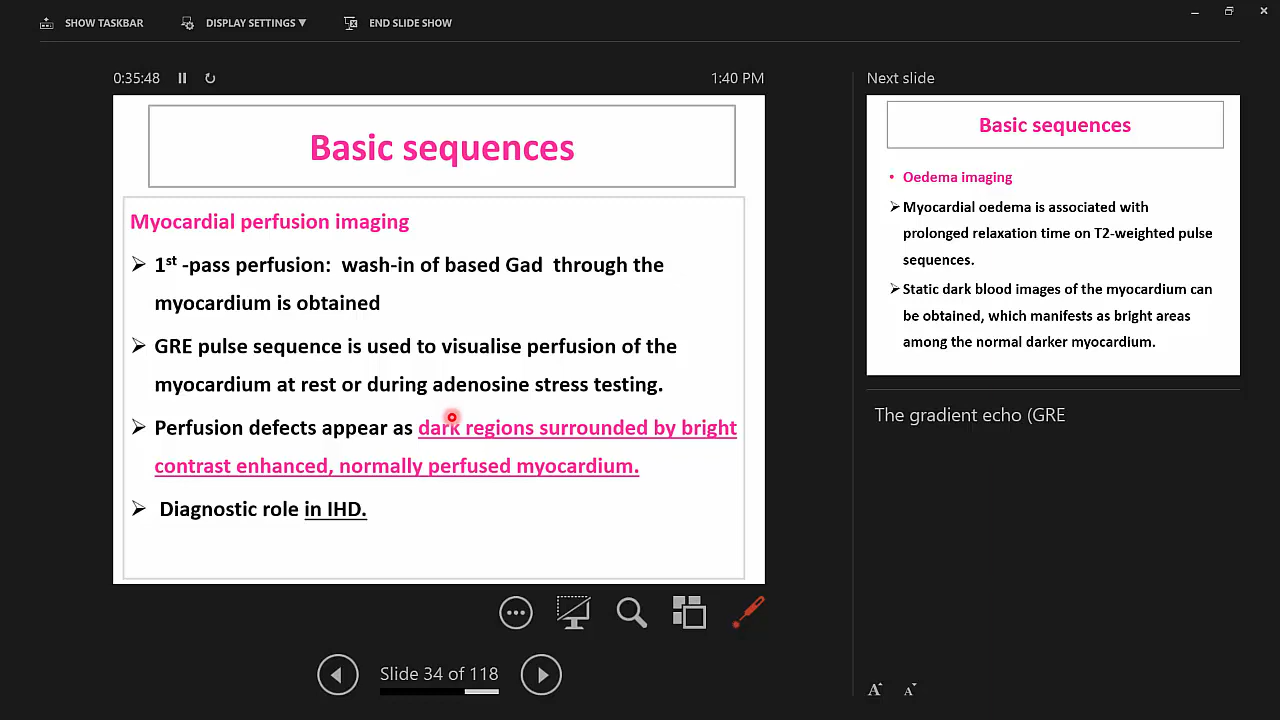 SHOW TASKBAR
DISPLAY SETTINGS ▼
END SLIDE SHOW
0:35:48
1:40 PM
Basic sequences
Myocardial perfusion imaging
➢ 1st -pass perfusion: wash-in of based Gad through the
myocardium is obtained
➢ GRE pulse sequence is used to visualise perfusion of the
myocardium at rest or during adenosine stress testing.
➢ Perfusion defects appear as dark regions surrounded by bright
contrast enhanced, normally perfused myocardium.
➢ Diagnostic role in IHD.
Slide 34 of 118
Next slide
Basic sequences
• Oedema imaging
➢ Myocardial oedema is associated with
prolonged relaxation time on T2-weighted pulse
sequences.
➢ Static dark blood images of the myocardium can
be obtained, which manifests as bright areas
among the normal darker myocardium.
The gradient echo (GRE
A A